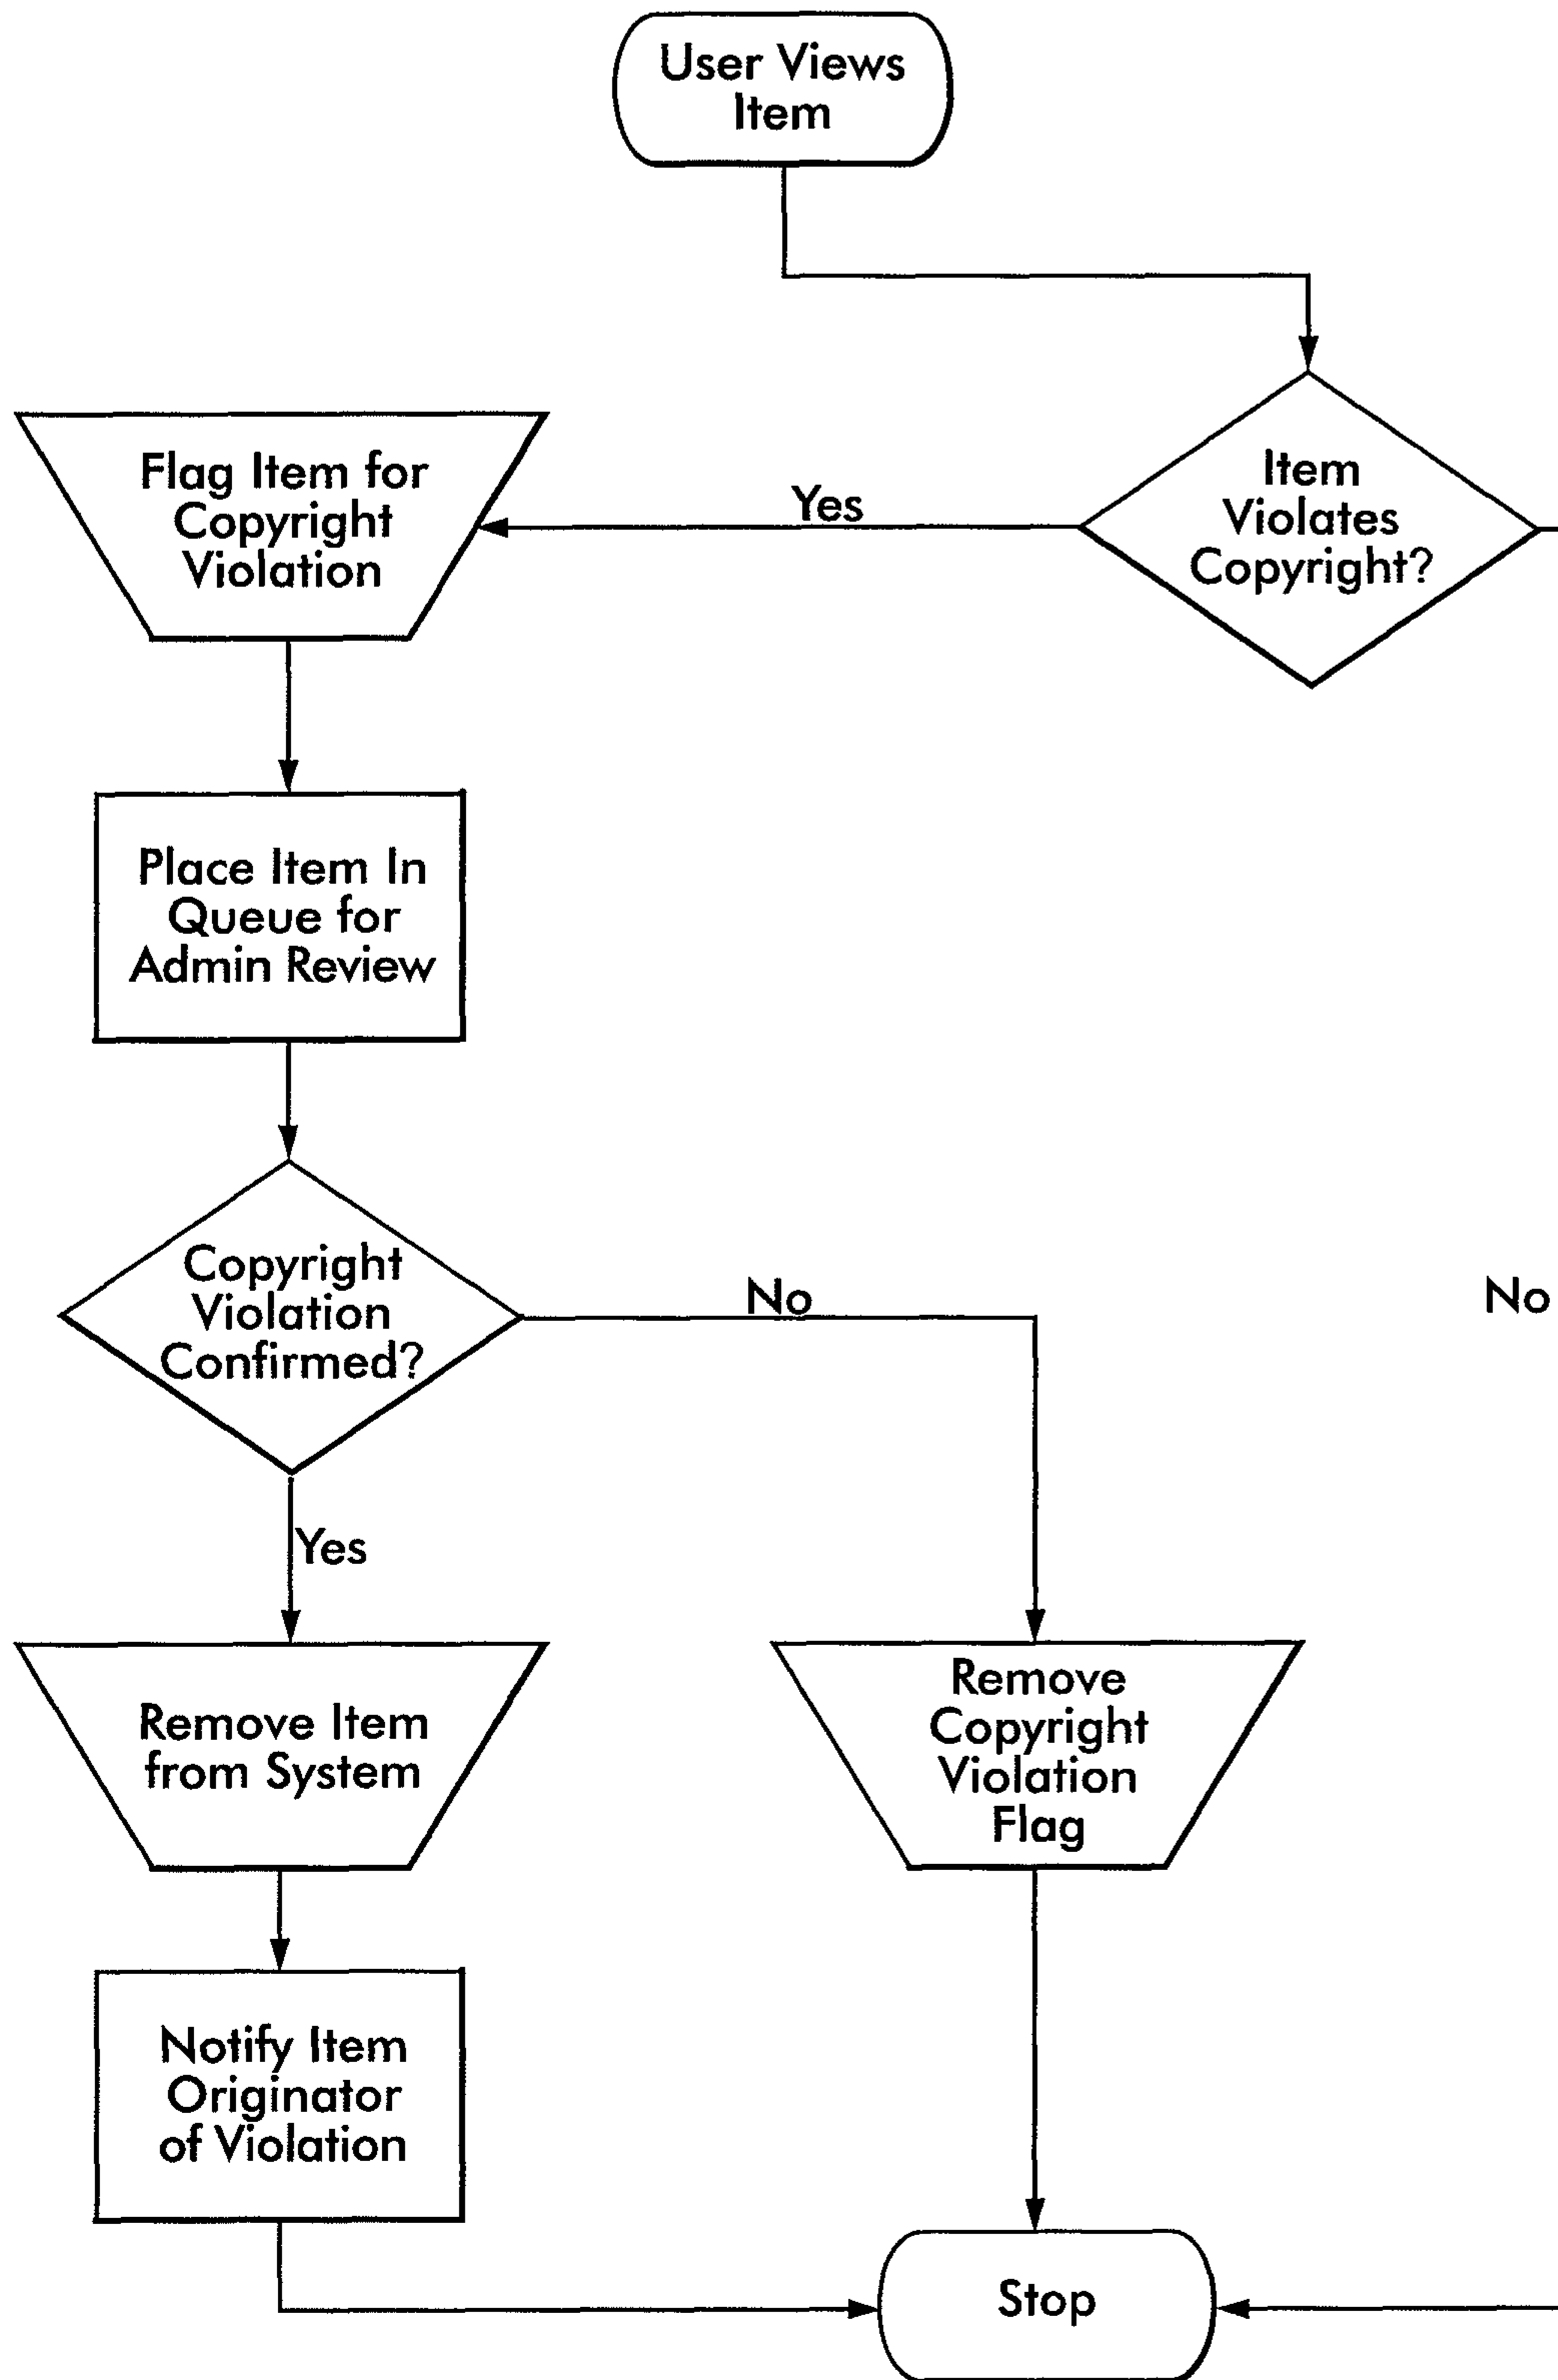 User Views
Item
Item
Violates
Copyright?
Yes
Flag Item for
Copyright
Violation
Place Item In
Queue for
Admin Review
Copyright
Violation
Confirmed?
No
No
Yes
Remove Item
from System
Remove
Copyright
Violation
Flag
Notify Item
Originator
of Violation
Stop